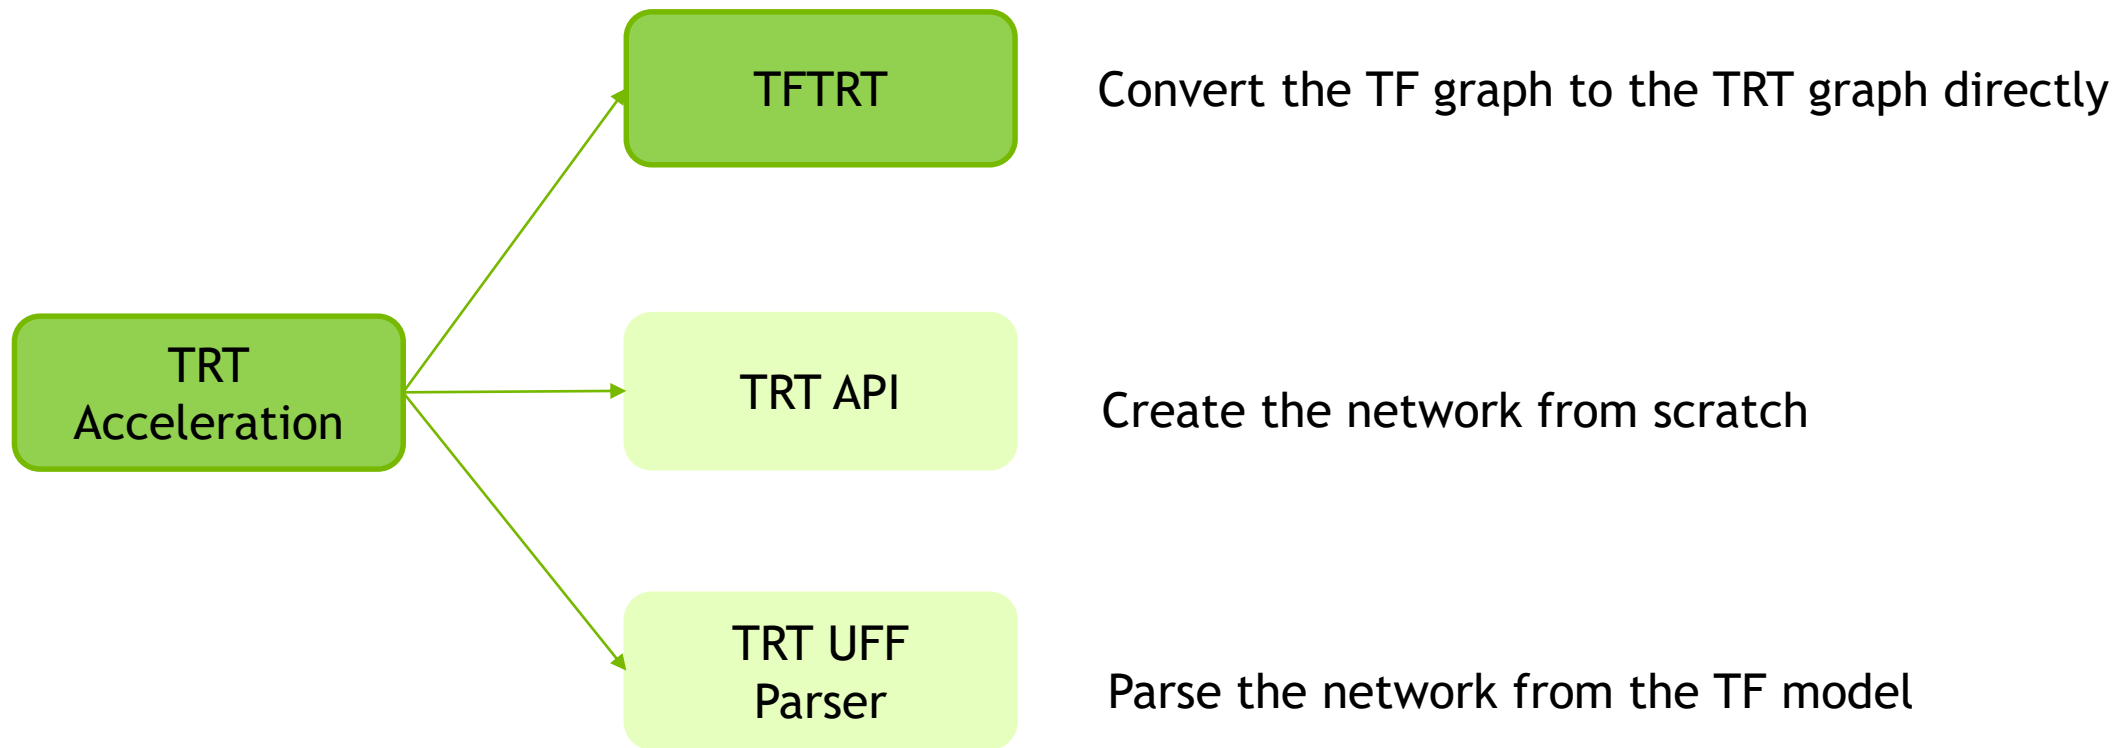 TFTRT
Convert the TF graph to the TRT graph directly
TRT
Acceleration
TRT API
Create the network from scratch
TRT UFF
Parser
Parse the network from the TF model